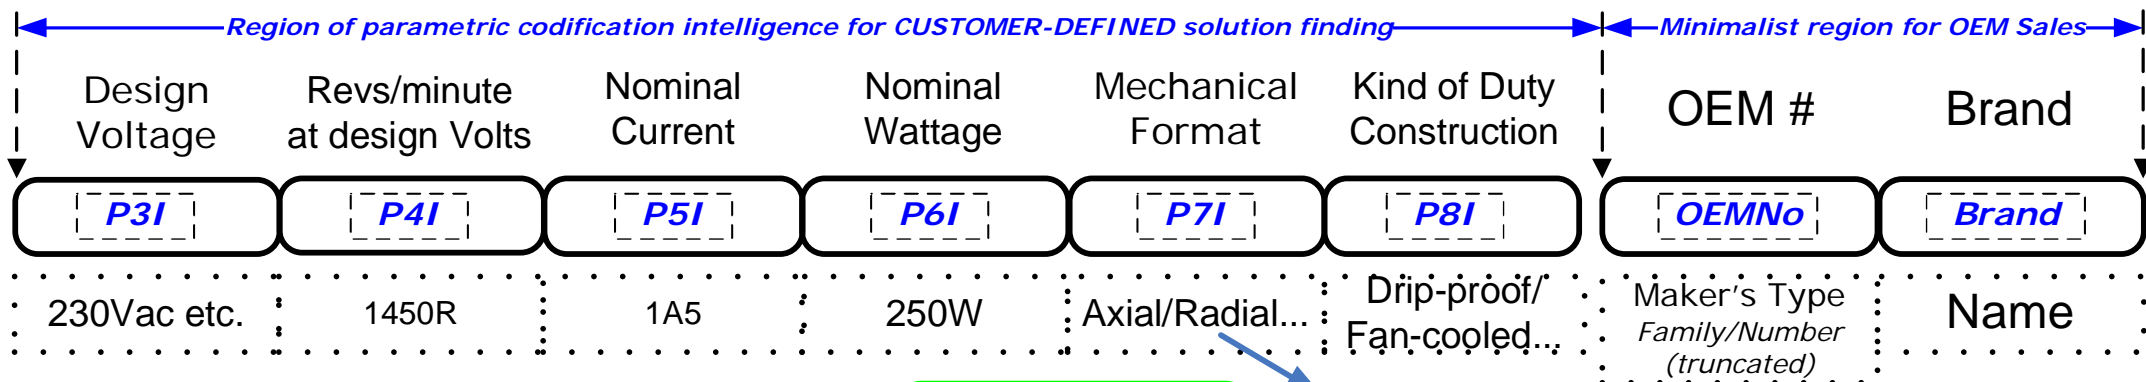 Region of parametric codification intelligence for CUSTOMER-DEFINED solution finding
Minimalist region for OEM Sales
Design Voltage
Revs/minute at design Volts
Nominal Current
Nominal Wattage
Mechanical Format
Kind of Duty Construction
OEM #
Brand
P3I
P4I
P5I
P6I
P7I
P8I
OEMNo
Brand
230Vac etc.
1450R
1A5
250W
Axial/Radial...
Drip-proof/
Fan-cooled...
Maker's Type
Family/Number
(truncated)
Name